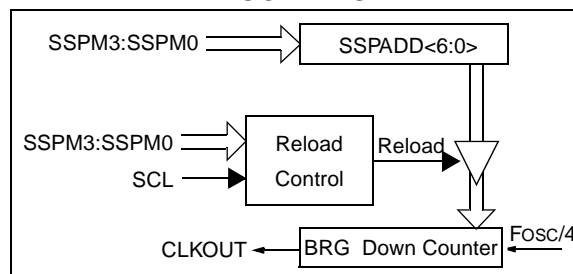 SSPM3:SSPM0
SSPADD<6:0>
SSPM3:SSPM0
SCL
Reload
Control
Reload
CLKOUT
BRG Down Counter
FOSC/4